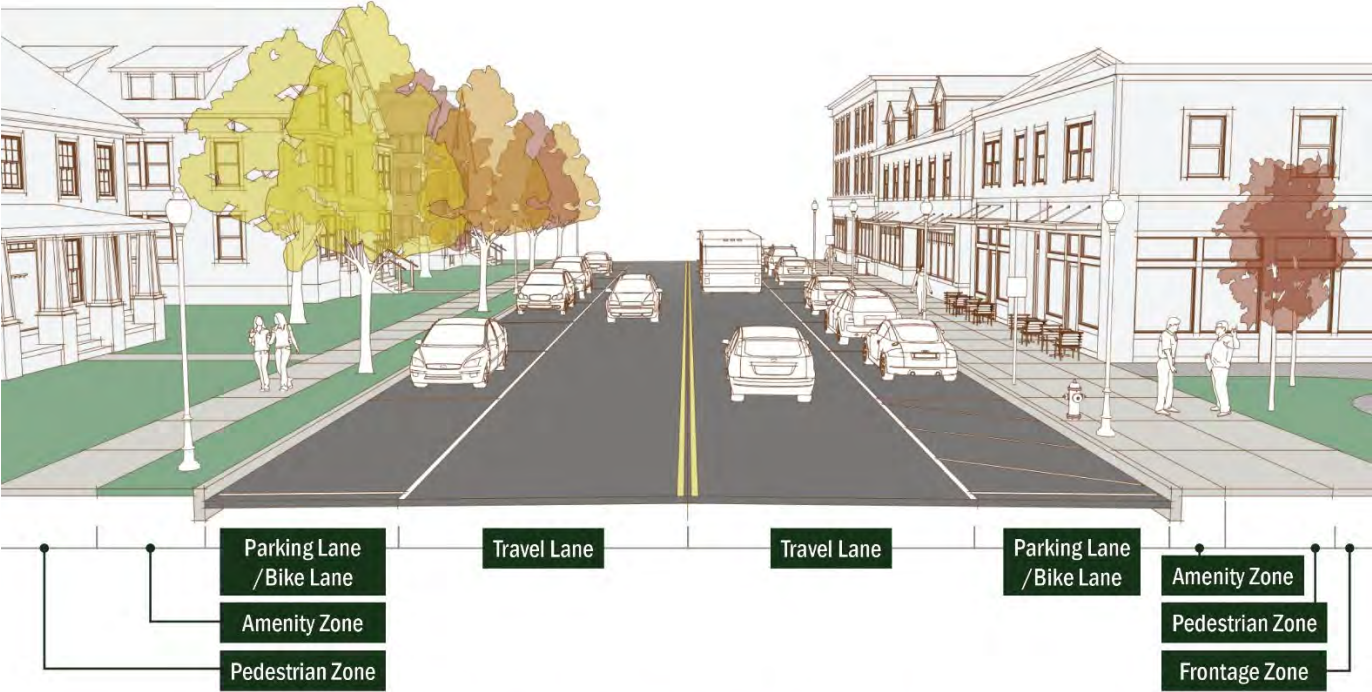 Parking Lane
/Bike Lane
Amenity Zone
Pedestrian Zone
Travel Lane
Travel Lane
Parking Lane
/Bike Lane
Amenity Zone
Pedestrian Zone
Frontage Zone